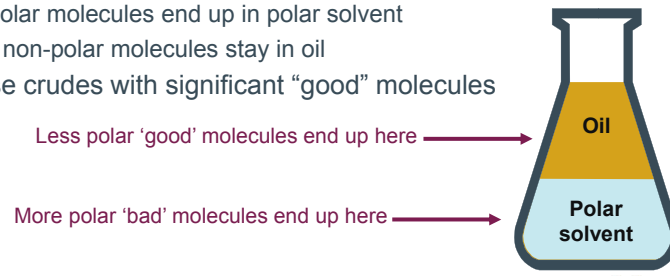 olar molecules end up in polar solvent
non-polar molecules stay in oil
e crudes with significant “good” molecules
Less polar ‘good’ molecules end up here
Oil
More polar ‘bad’ molecules end up here
Polar
solvent